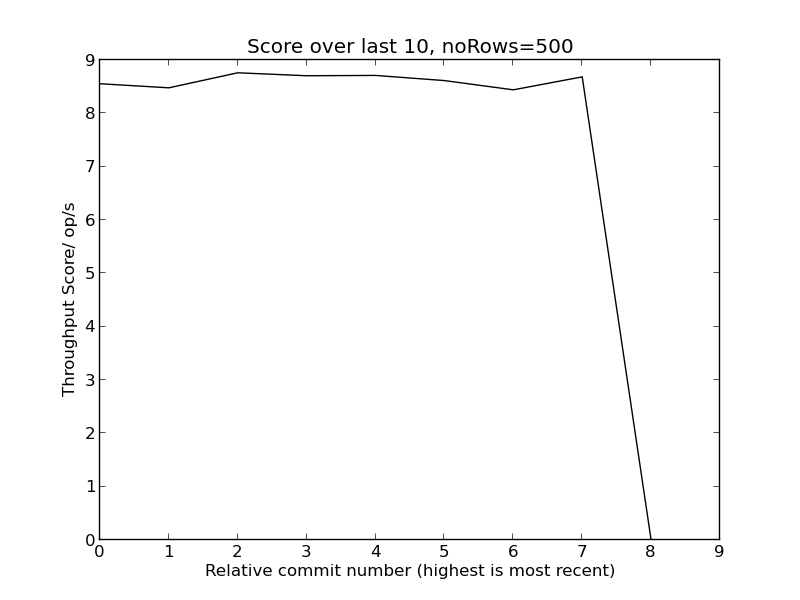 Score over last 10, noRows=500
9
8
7
6
5
4
3
2
1
0
Throughput Score/ op/s
0 1 2 3 4 5 6 7 8 9
Relative commit number (highest is most recent)